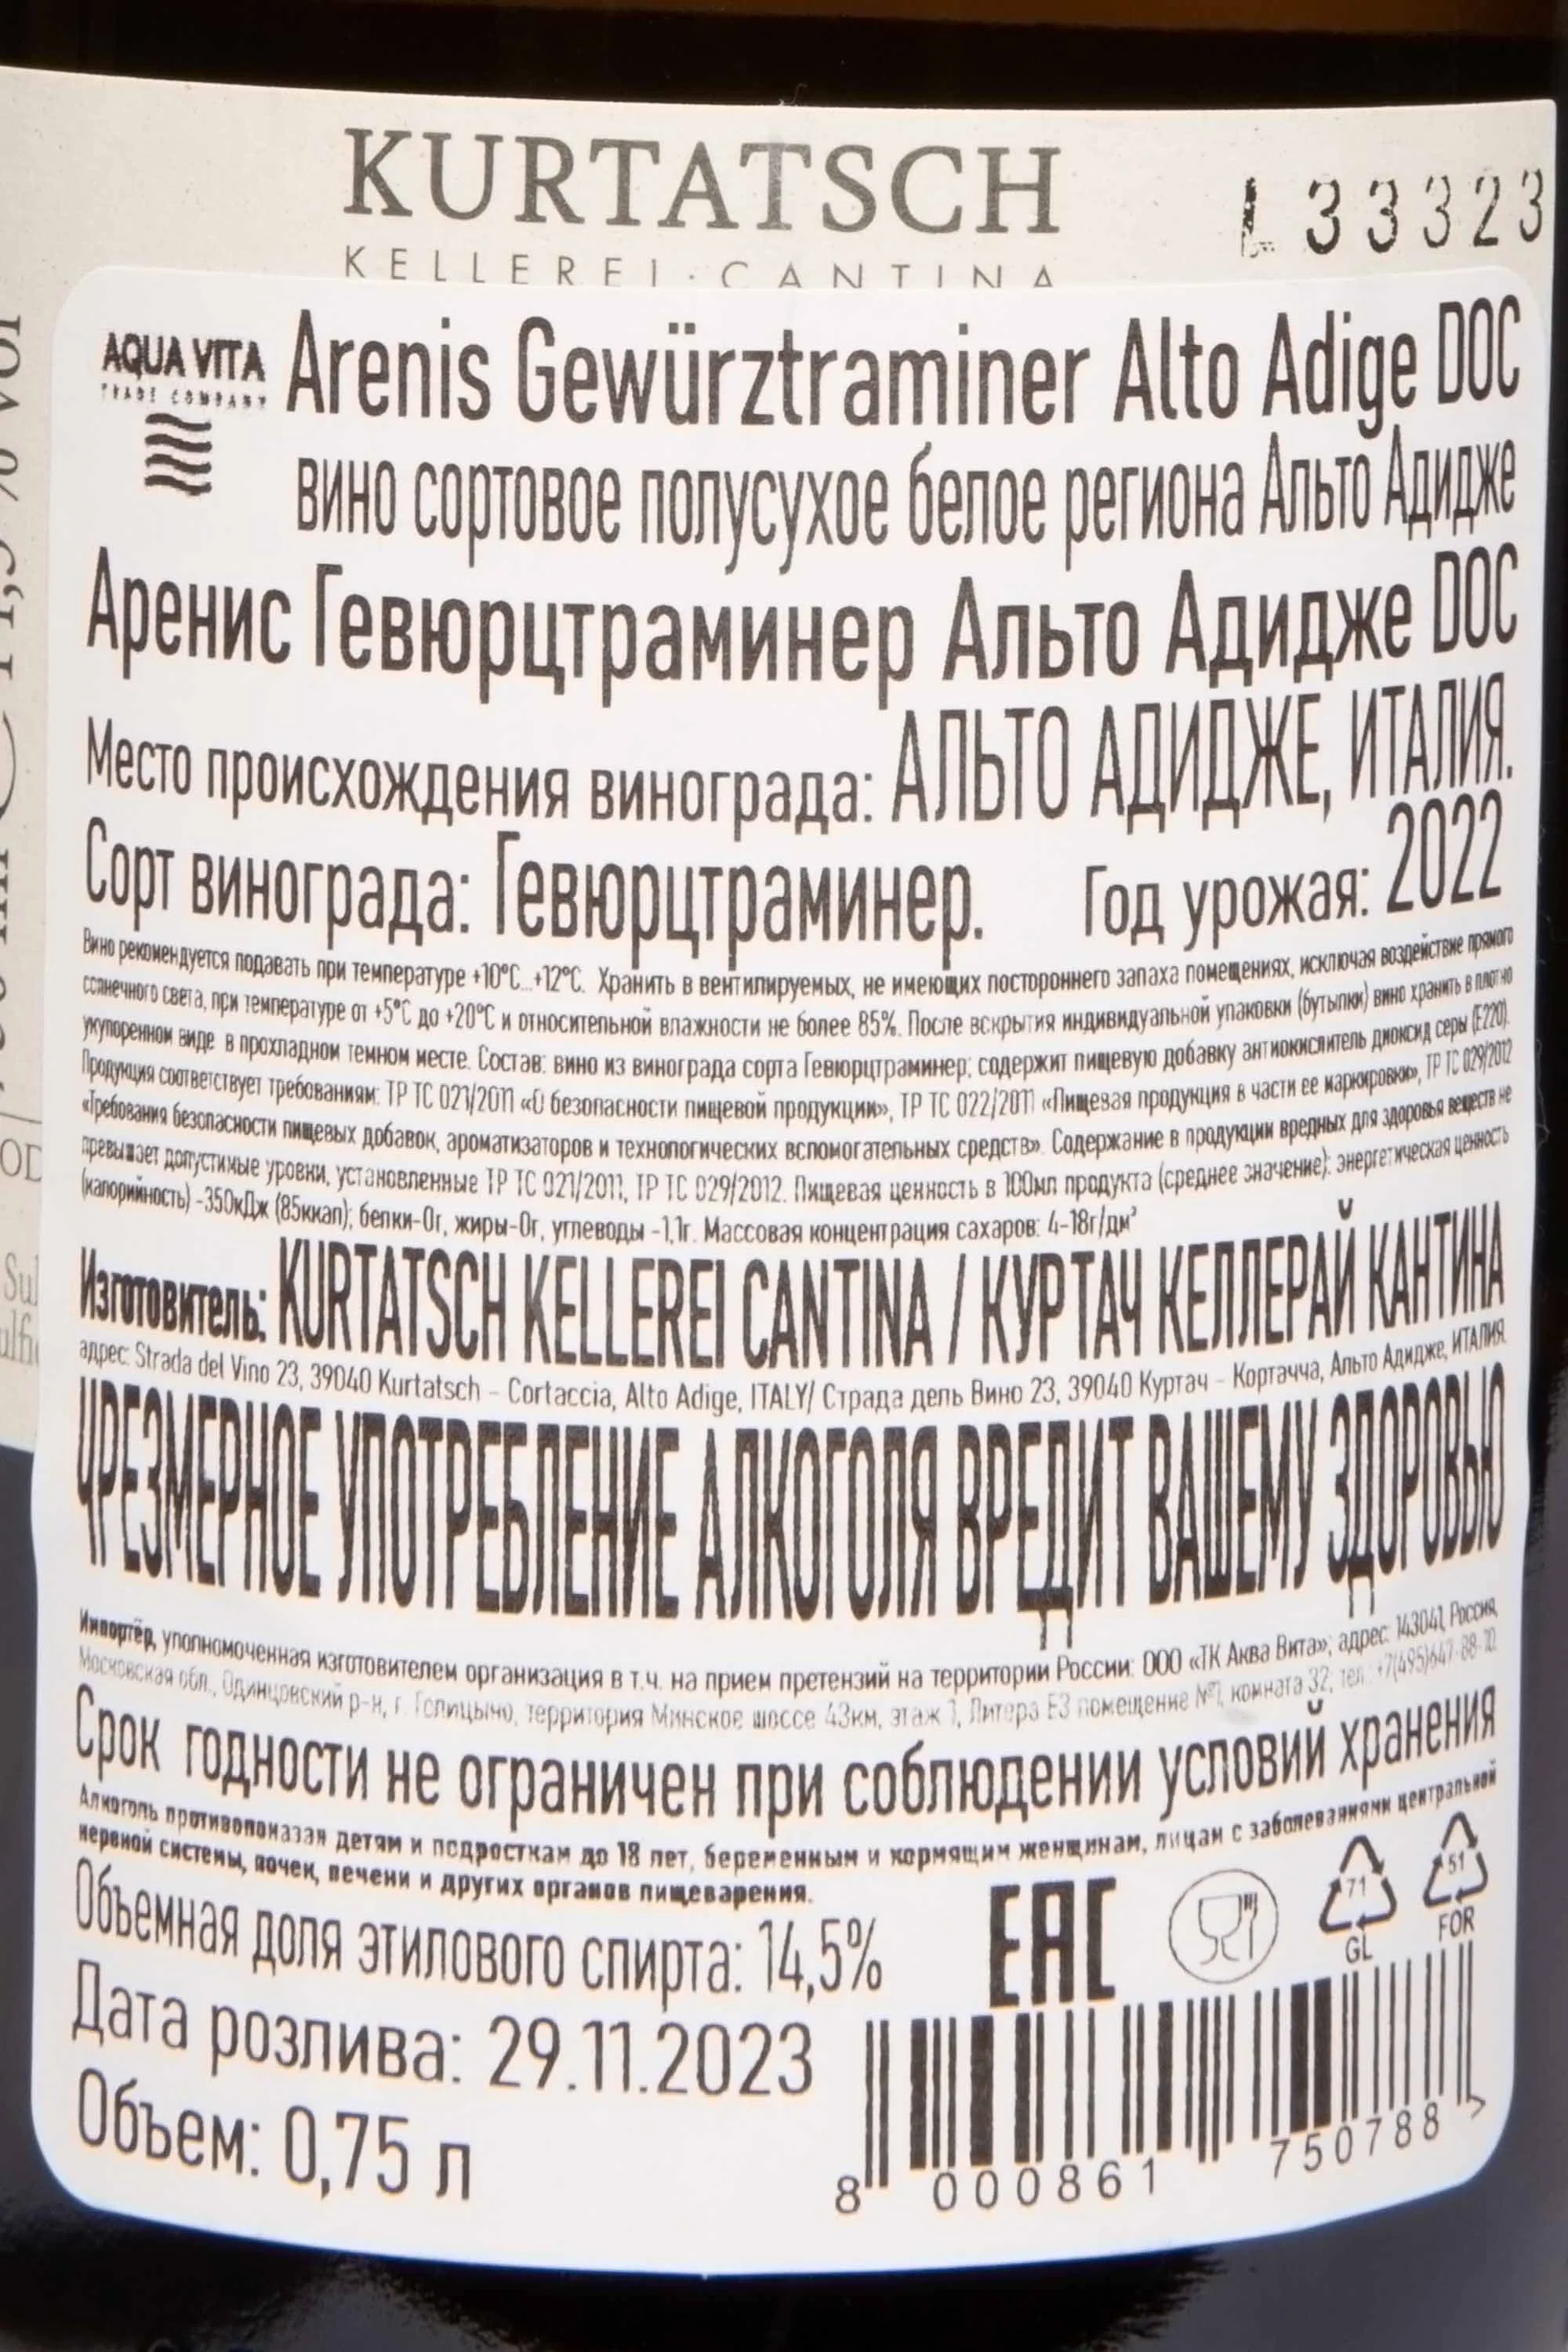 KURTATSCH
KELLEREI · CANTINA
L33323
AQUA VITA
TRADE COMPANY
Arenis Gewürztraminer Alto Adige DOC
вино сортовое полусухое белое региона Альто Адидже
Аренис Гевюрцтраминер Альто Адидже DOC
Место происхождения винограда: АЛЬТО АДИДЖЕ, ИТАЛИЯ.
Сорт винограда: Гевюрцтраминер. Год урожая: 2022
Вино рекомендуется подавать при температуре +10°С...+12°С. Хранить в вентилируемых, не имеющих постороннего запаха помещениях, исключая воздействие прямого
солнечного света, при температуре от +5°С до +20°С и относительной влажности не более 85%. После вскрытия индивидуальной упаковки (бутылки) вино хранить в плотно
укупоренном виде в прохладном темном месте. Состав: вино из винограда сорта Гевюрцтраминер; содержит пищевую добавку антиокислитель диоксид серы (Е220).
Продукция соответствует требованиям: ТР ТС 021/2011 «О безопасности пищевой продукции», ТР ТС 022/2011 «Пищевая продукция в части ее маркировки», ТР ТС 029/2012
«Требования безопасности пищевых добавок, ароматизаторов и технологических вспомогательных средств». Содержание в продукции вредных для здоровья веществ не
превышает допустимые уровни, установленные ТР ТС 021/2011, ТР ТС 029/2012. Пищевая ценность в 100мл продукта (среднее значение): энергетическая ценность
(калорийность) -350кДж (85ккал); белки-0г, жиры-0г, углеводы -1,1г. Массовая концентрация сахаров: 4-18г/дм³
Изготовитель: KURTATSCH KELLEREI CANTINA / КУРТАЧ КЕЛЛЕРАЙ КАНТИНА
адрес: Strada del Vino 23, 39040 Kurtatsch - Cortaccia, Alto Adige, ITALY/ Страда дель Вино 23, 39040 Куртач - Кортачча, Альто Адидже, ИТАЛИЯ.
ЧРЕЗМЕРНОЕ УПОТРЕБЛЕНИЕ АЛКОГОЛЯ ВРЕДИТ ВАШЕМУ ЗДОРОВЬЮ
Импортёр, уполномоченная изготовителем организация в т.ч. на прием претензий на территории России: ООО «ТК Аква Вита»; адрес: 143041, Россия,
Московская обл., Одинцовский р-н, г. Голицыно, территория Минское шоссе 43км, этаж 1, Литера Е3 помещение №1, комната 32; тел.: +7(495)647-88-10.
Срок годности не ограничен при соблюдении условий хранения
Алкоголь противопоказан детям и подросткам до 18 лет, беременным и кормящим женщинам, лицам с заболеваниями центральной
нервной системы, почек, печени и других органов пищеварения.
Объемная доля этилового спирта: 14,5%
EAC
71
GL
51
FOR
Дата розлива: 29.11.2023
Объем: 0,75 л
8 000861 750788 >